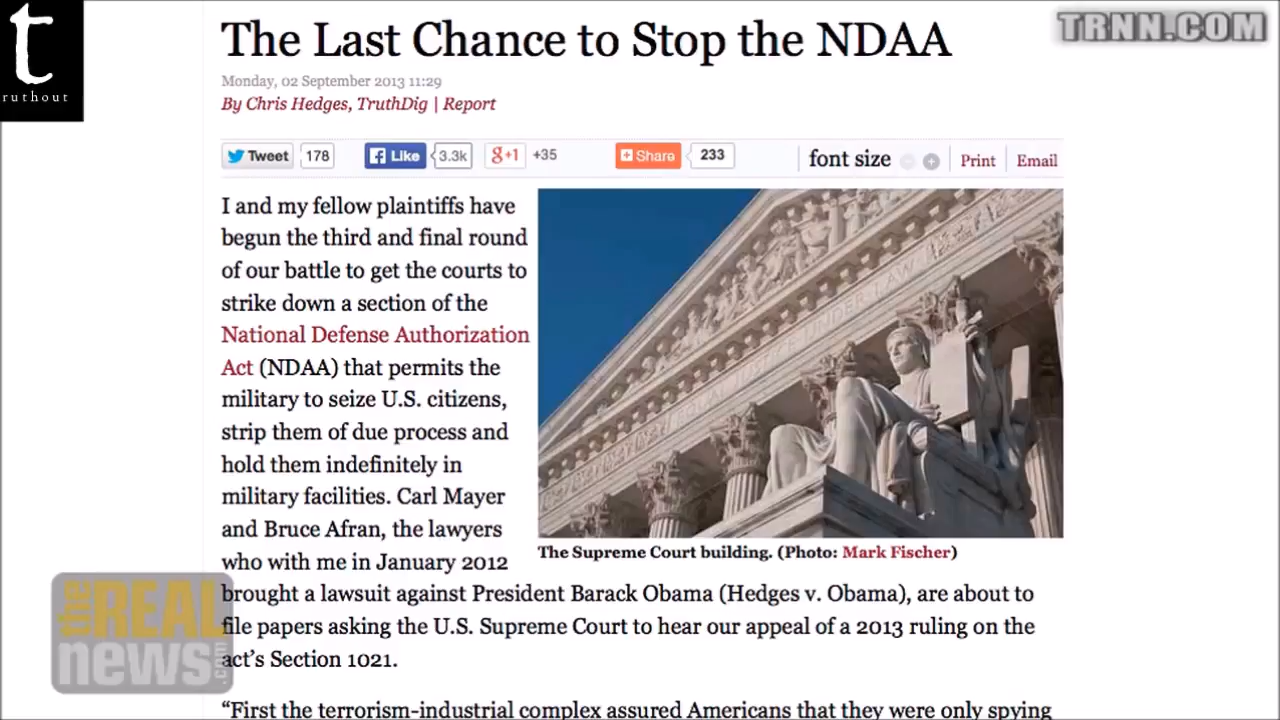 t
ruthout
TRNN.COM
The Last Chance to Stop the NDAA
Monday, 02 September 2013 11:29
By Chris Hedges, TruthDig | Report
Tweet 178 Like 3.3k g+1 +35 Share 233 font size Print Email
I and my fellow plaintiffs have
begun the third and final round
of our battle to get the courts to
strike down a section of the
National Defense Authorization
Act (NDAA) that permits the
military to seize U.S. citizens,
strip them of due process and
hold them indefinitely in
military facilities. Carl Mayer
and Bruce Afran, the lawyers
who with me in January 2012
EQUAL JUSTICE UNDER LAW
The Supreme Court building. (Photo: Mark Fischer)
brought a lawsuit against President Barack Obama (Hedges v. Obama), are about to
file papers asking the U.S. Supreme Court to hear our appeal of a 2013 ruling on the
act's Section 1021.
“First the terrorism-industrial complex assured Americans that they were only spying
the REAL
news.com